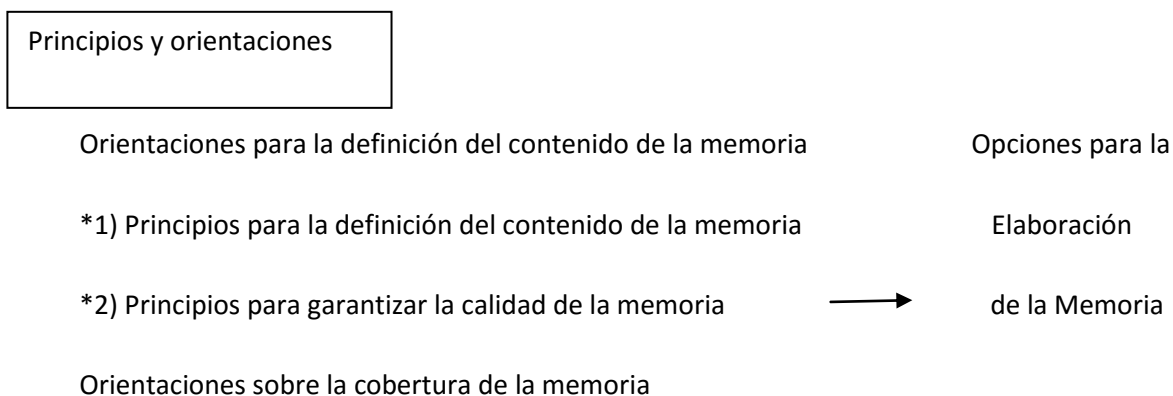 Principios y orientaciones
Orientaciones para la definición del contenido de la memoria Opciones para la
*1) Principios para la definición del contenido de la memoria Elaboración
*2) Principios para garantizar la calidad de la memoria de la Memoria
Orientaciones sobre la cobertura de la memoria